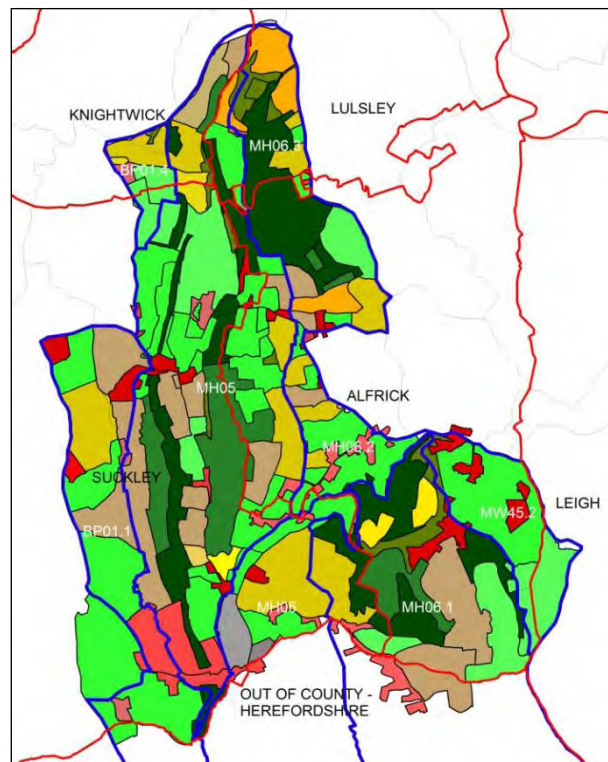 KNIGHTWICK
LULSLEY
MH06.3
BP01.4
MH05
ALFRICK
MH06.2
SUCKLEY
MW45.2
LEIGH
BP01.1
MH05
MH06.1
OUT OF COUNTY -
HEREFORDSHIRE